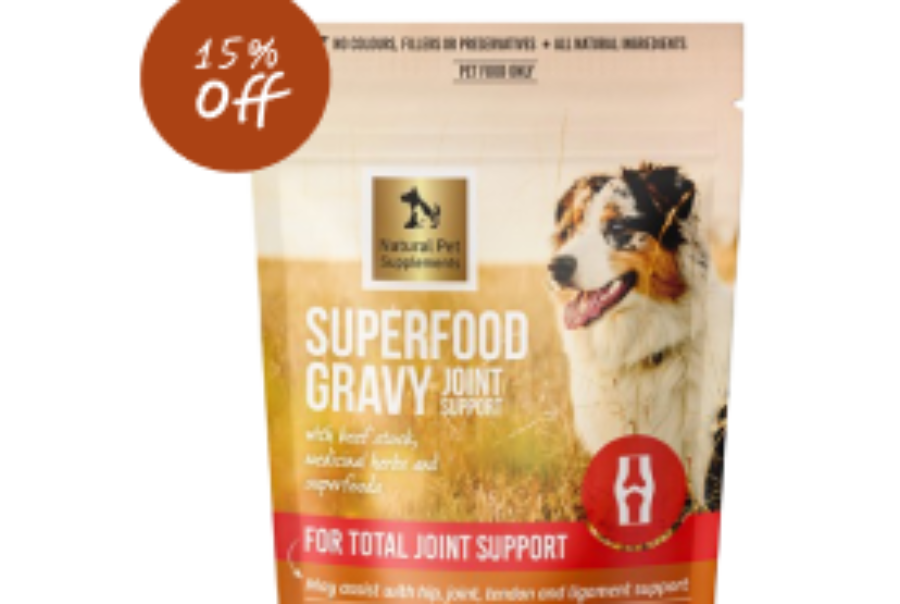 15%
Off
NO COLOURS, FILLERS OR PRESERVATIVES + ALL NATURAL INGREDIENTS
PET FOOD ONLY
Natural Pet
Supplements
SUPERFOOD
GRAVY JOINT
SUPPORT
with beef stock,
medicinal herbs and
superfoods
FOR TOTAL JOINT SUPPORT
May assist with hip, joint, tendon and ligament support